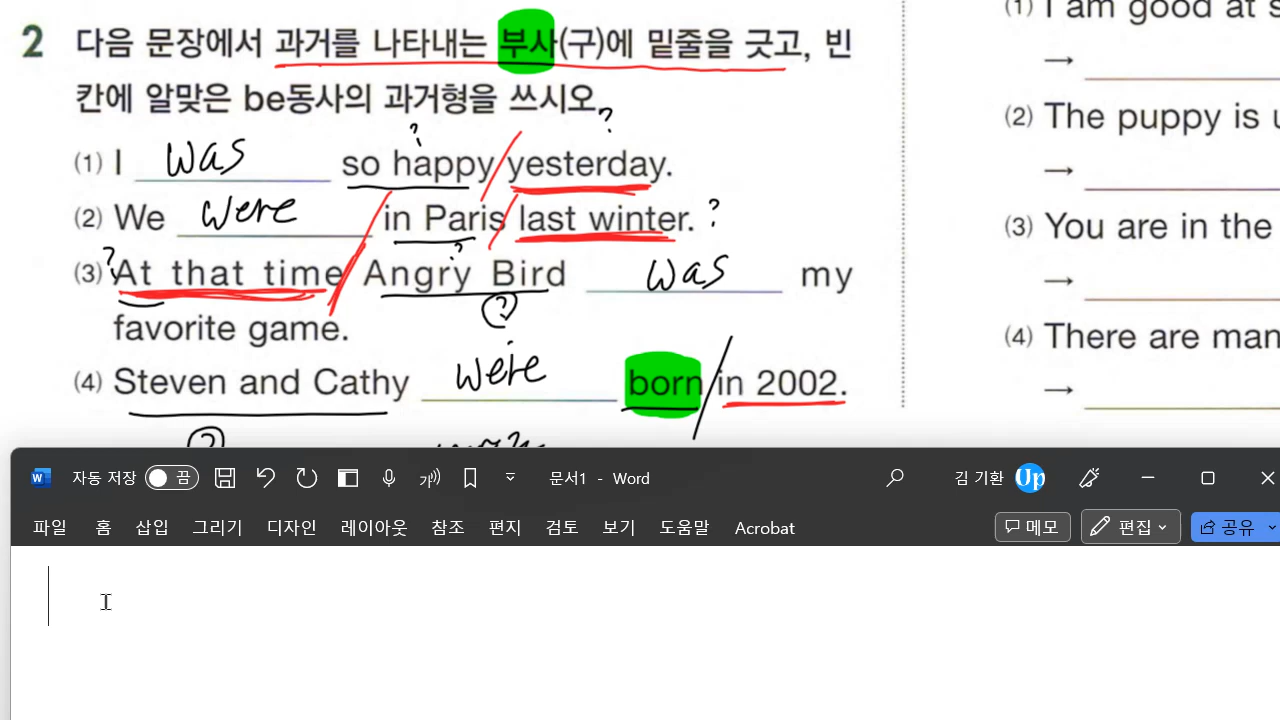 2 다음 문장에서 과거를 나타내는 부사(구)에 밑줄을 긋고, 빈
칸에 알맞은 be동사의 과거형을 쓰시오.
?
?
(1) I was so happy / yesterday.
(2) We were / in Paris / last winter. ?
?
?
(3) At that time / Angry Bird was my
?
favorite game.
(4) Steven and Cathy were born / in 2002.
?
(1) I am good at s
→
(2) The puppy is u
→
(3) You are in the
→
(4) There are man
→
W 자동 저장 끔 가 문서1 - Word 김 기환 Up
파일 홈 삽입 그리기 디자인 레이아웃 참조 편지 검토 보기 도움말 Acrobat 메모 편집 공유